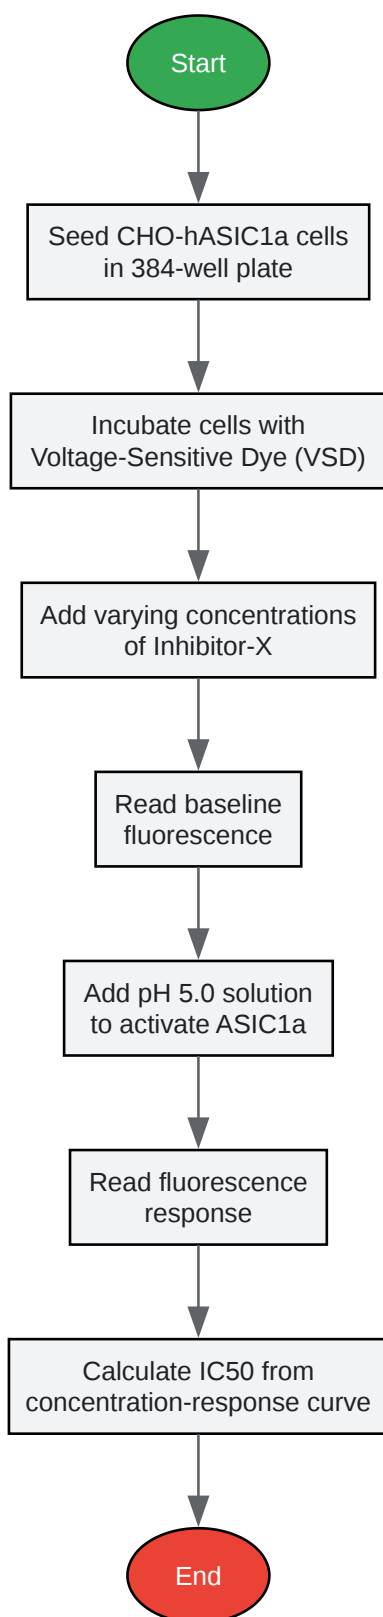 Start
Seed CHO-hASIC1a cells
in 384-well plate
Incubate cells with
Voltage-Sensitive Dye (VSD)
Add varying concentrations
of Inhibitor-X
Read baseline
fluorescence
Add pH 5.0 solution
to activate ASIC1a
Read fluorescence
response
Calculate IC50 from
concentration-response curve
End